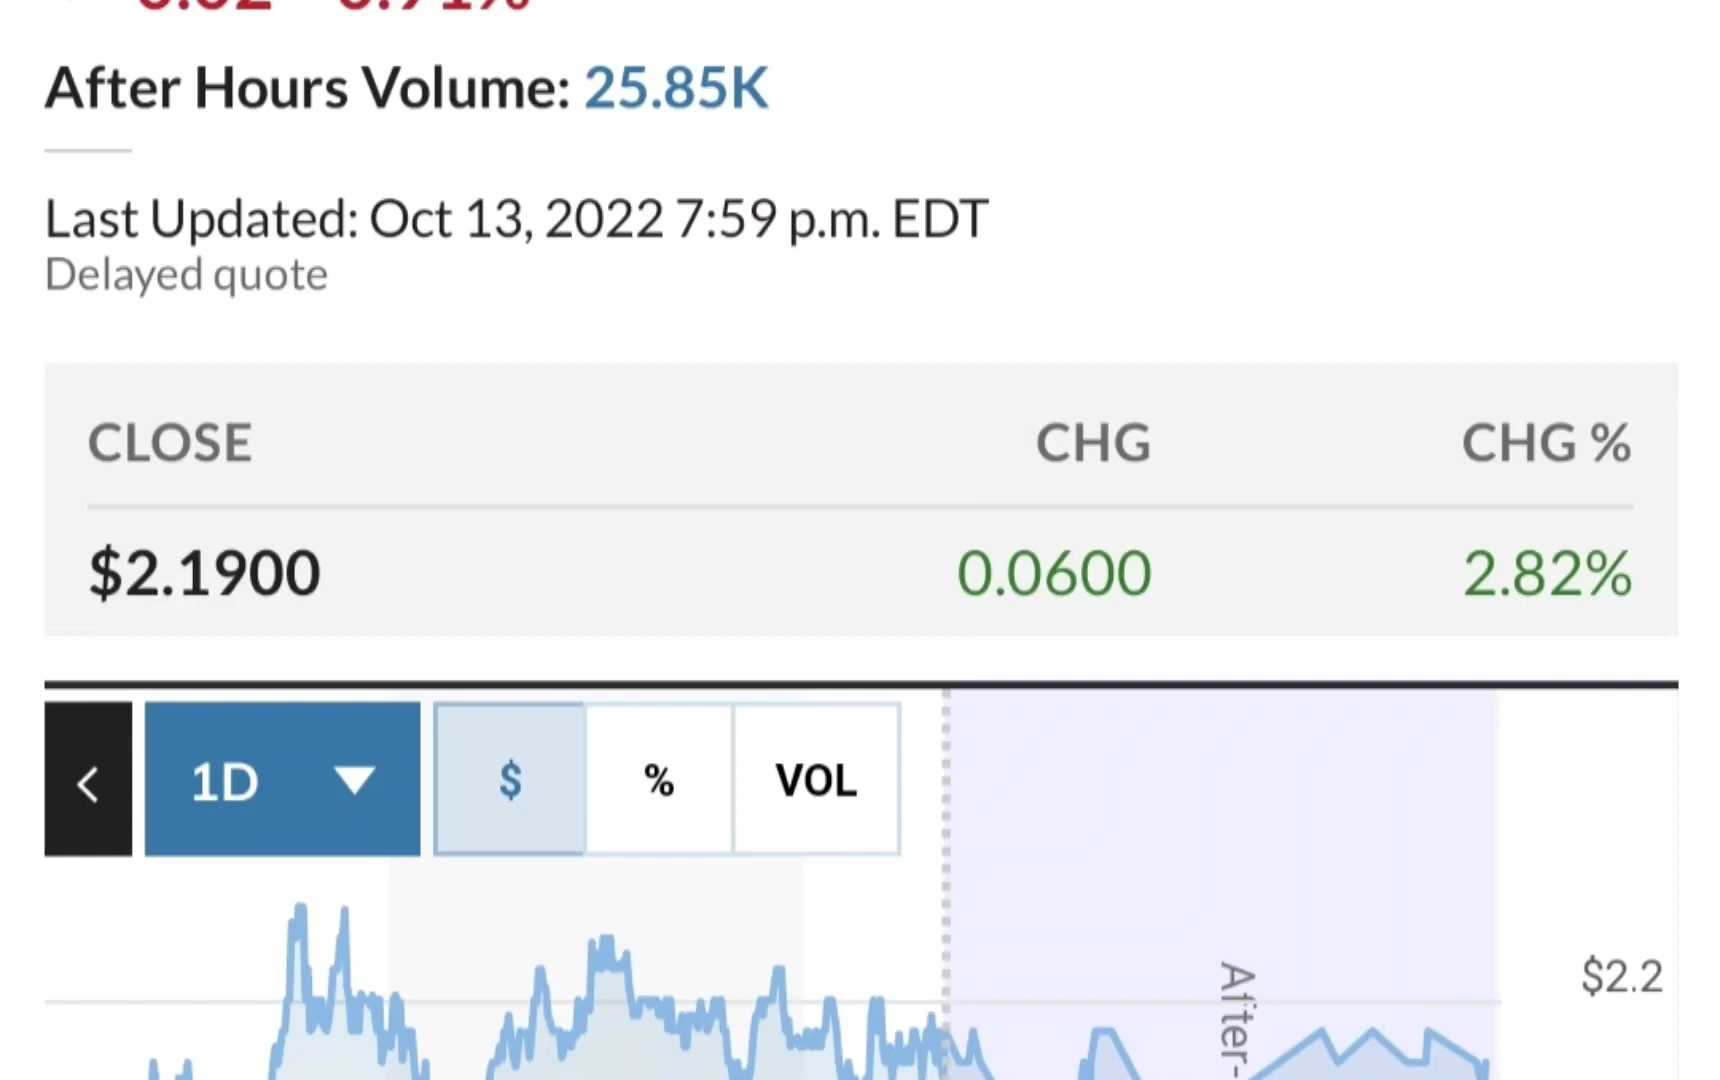 After Hours Volume: 25.85K
Last Updated: Oct 13, 2022 7:59 p.m. EDT
Delayed quote
CLOSE CHG CHG %
$2.1900 0.0600 2.82%
1D $ % VOL
$2.2
After-